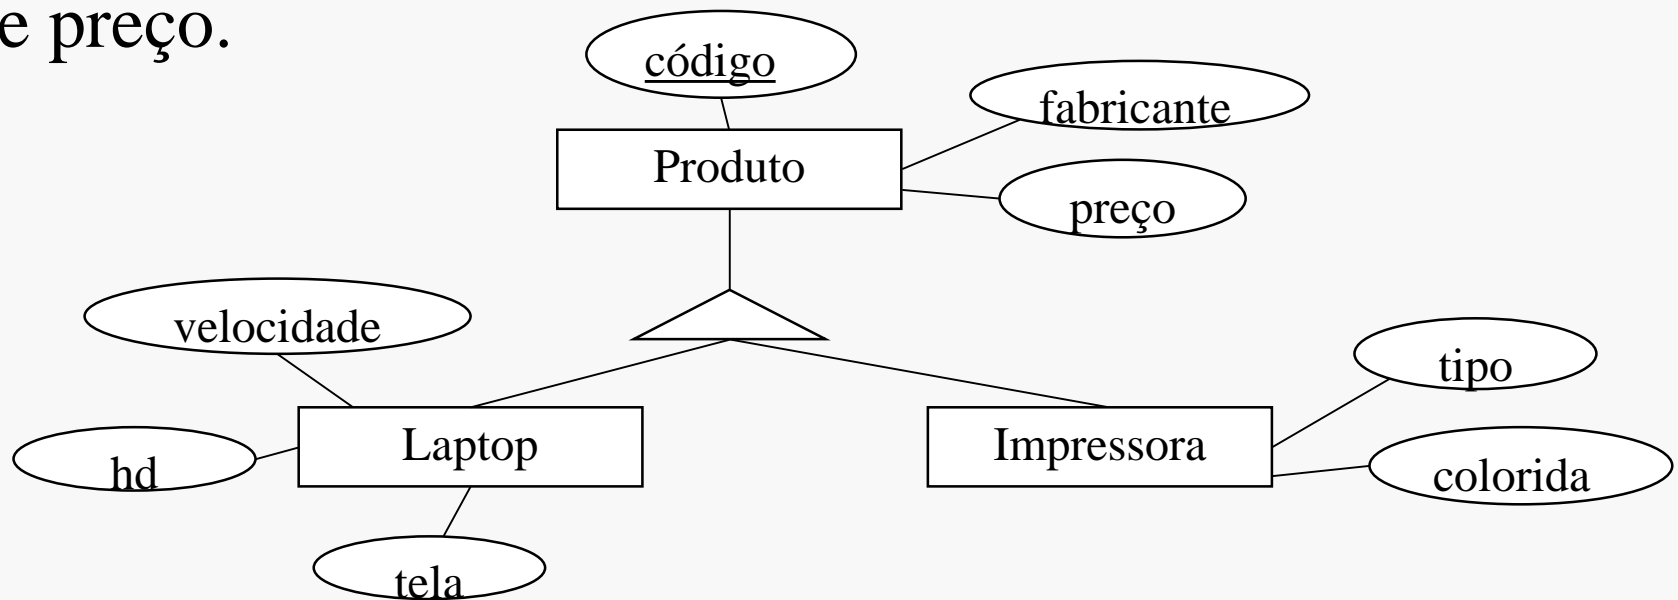 e preço.
código
fabricante
Produto
preço
velocidade
tipo
Laptop
Impressora
hd
colorida
tela